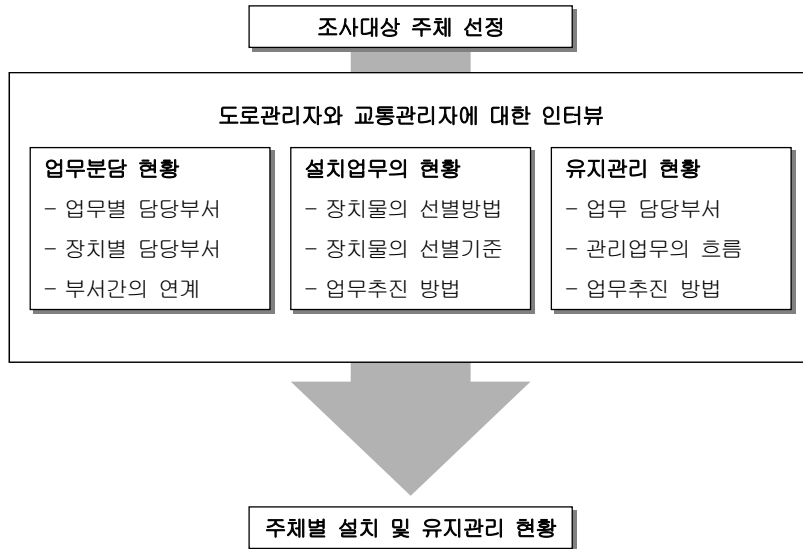 조사대상 주체 선정
도로관리자와 교통관리자에 대한 인터뷰
업무분담 현황
- 업무별 담당부서
- 장치별 담당부서
- 부서간의 연계
설치업무의 현황
- 장치물의 선별방법
- 장치물의 선별기준
- 업무추진 방법
유지관리 현황
- 업무 담당부서
- 관리업무의 흐름
- 업무추진 방법
주체별 설치 및 유지관리 현황